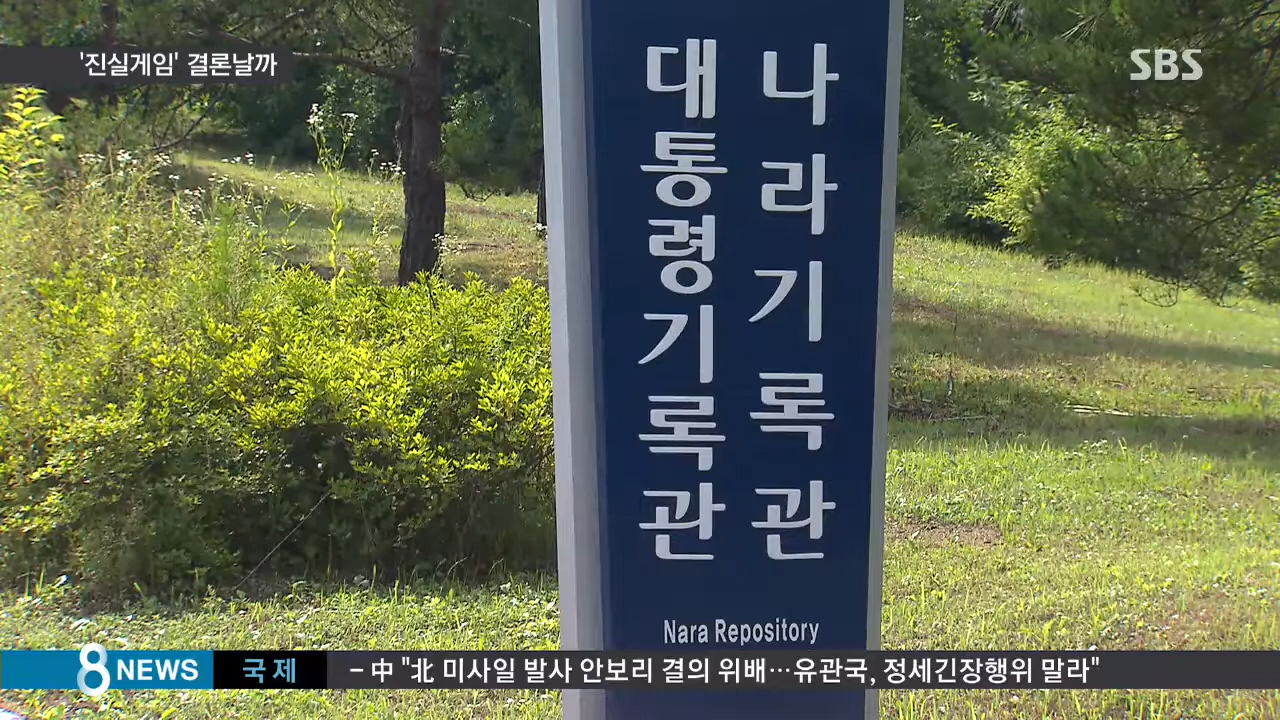 '진실게임' 결론날까
SBS
나라기록관
대통령기록관
Nara Repository
8 NEWS
국 제
– 中 "北 미사일 발사 안보리 결의 위배…유관국, 정세긴장행위 말라"